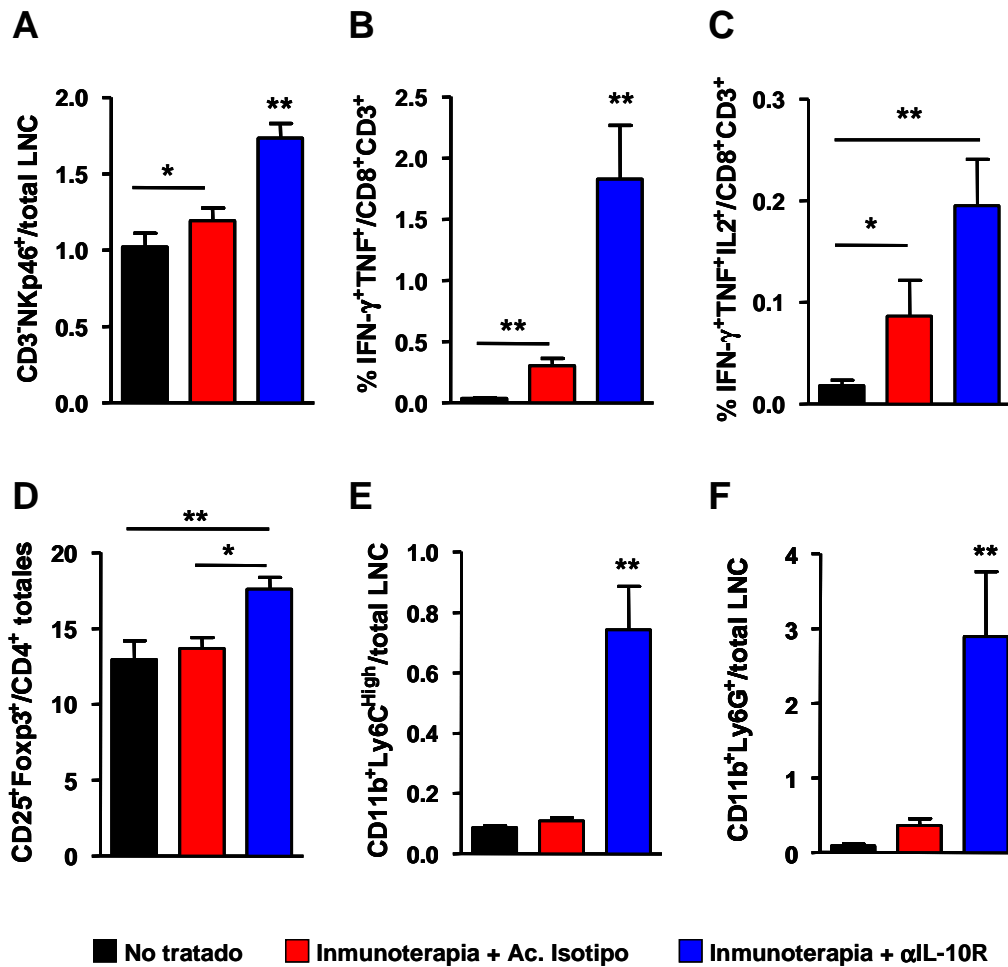 A
CD3⁻NKp46⁺/total LNC
2.0
1.5
1.0
0.5
0.0
*
**
B
% IFN-γ⁺TNF⁺/CD8⁺CD3⁺
2.5
2.0
1.5
1.0
0.5
0.0
**
**
C
% IFN-γ⁺TNF⁺IL2⁺/CD8⁺CD3⁺
0.3
0.2
0.1
0.0
**
*
D
CD25⁺Foxp3⁺/CD4⁺ totales
20
15
10
5
0
**
*
E
CD11b⁺Ly6C^High/total LNC
1.0
0.8
0.6
0.4
0.2
0.0
**
F
CD11b⁺Ly6G⁺/total LNC
4
3
2
1
0
**
No tratado
Inmunoterapia + Ac. Isotipo
Inmunoterapia + αIL-10R